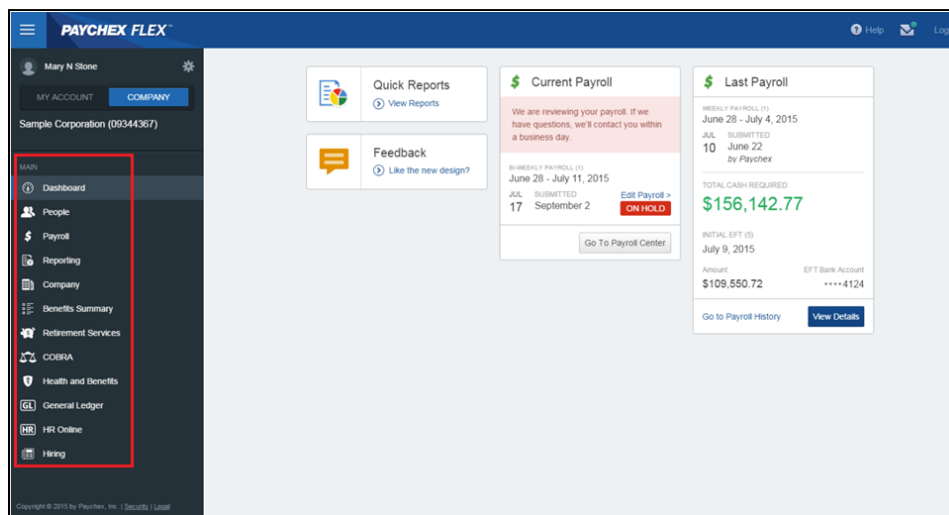 PAYCHEX FLEX™
Help
Log
Mary N Stone
MY ACCOUNT
COMPANY
Sample Corporation (09344367)
MAIN
Dashboard
People
$ Payroll
Reporting
Company
Benefits Summary
Retirement Services
COBRA
Health and Benefits
GL General Ledger
HR HR Online
Hiring
Copyright © 2015 by Paychex, Inc. | Security | Legal
Quick Reports
View Reports
Feedback
Like the new design?
$ Current Payroll
We are reviewing your payroll. If we
have questions, we'll contact you within
a business day.
BI-WEEKLY PAYROLL (1)
June 28 - July 11, 2015
JUL SUBMITTED Edit Payroll >
17 September 2 ON HOLD
Go To Payroll Center
$ Last Payroll
WEEKLY PAYROLL (1)
June 28 - July 4, 2015
JUL SUBMITTED
10 June 22
by Paychex
TOTAL CASH REQUIRED
$156,142.77
INITIAL EFT (5)
July 9, 2015
Amount EFT Bank Account
$109,550.72 ••••4124
Go to Payroll History View Details